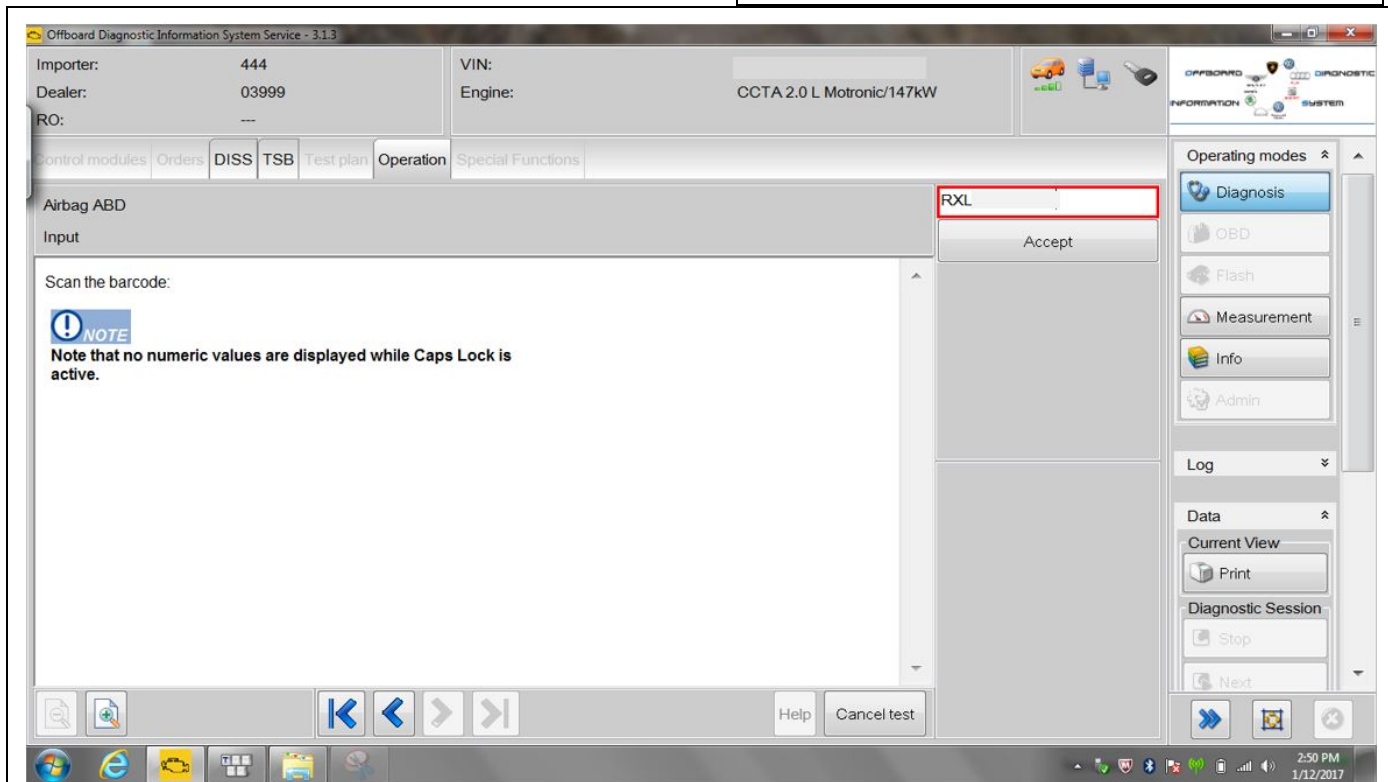 Offboard Diagnostic Information System Service - 3.1.3
Importer: 444 VIN:
Dealer: 03999 Engine: CCTA 2.0 L Motronic/147kW
RO: ---
OFFBOARD DIAGNOSTIC
INFORMATION SYSTEM
Control modules Orders DISS TSB Test plan Operation Special Functions
Airbag ABD
Input
RXL
Accept
Scan the barcode:
NOTE
Note that no numeric values are displayed while Caps Lock is
active.
Help Cancel test
Operating modes
Diagnosis
OBD
Flash
Measurement
Info
Admin
Log
Data
Current View
Print
Diagnostic Session
Stop
Next
2:50 PM
1/12/2017